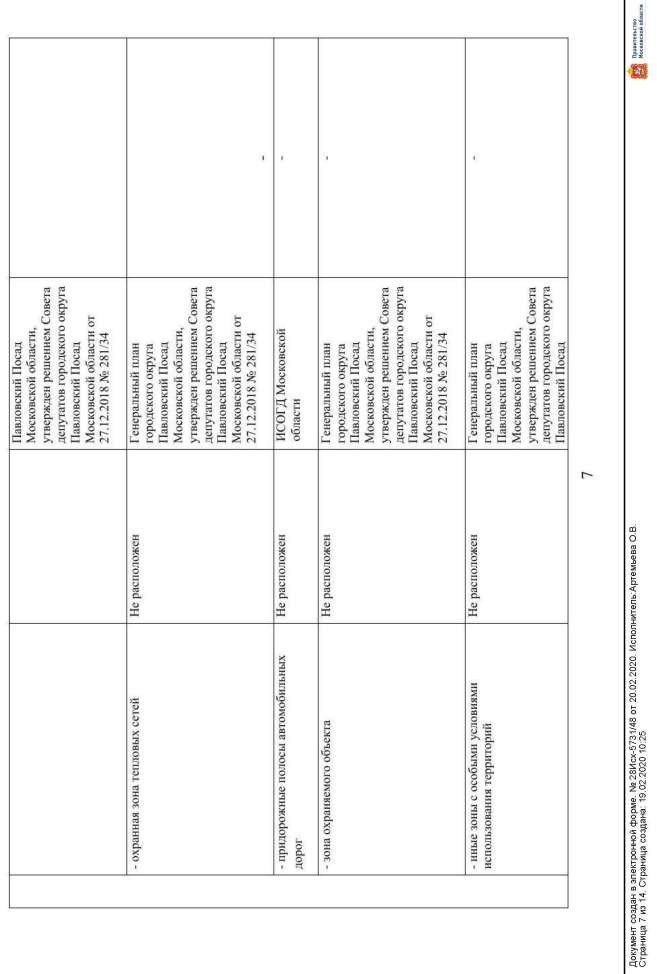 Павловский Посад
Московской области,
утвержден решением Совета
депутатов городского округа
Павловский Посад
Московской области от
27.12.2018 № 281/34
- охранная зона тепловых сетей
Не расположен
Генеральный план
городского округа
Павловский Посад
Московской области,
утвержден решением Совета
депутатов городского округа
Павловский Посад
Московской области от
27.12.2018 № 281/34
-
- придорожные полосы автомобильных
дорог
Не расположен
ИСОГД Московской
области
-
- зона охраняемого объекта
Не расположен
Генеральный план
городского округа
Павловский Посад
Московской области,
утвержден решением Совета
депутатов городского округа
Павловский Посад
Московской области от
27.12.2018 № 281/34
-
- иные зоны с особыми условиями
использования территорий
Не расположен
Генеральный план
городского округа
Павловский Посад
Московской области,
утвержден решением Совета
депутатов городского округа
Павловский Посад
-
7
Документ создан в электронной форме. № 28Исх-5731/48 от 20.02.2020. Исполнитель:Артемьева О.В.
Страница 7 из 14. Страница создана: 19.02.2020 10:25
Правительство
Московской области